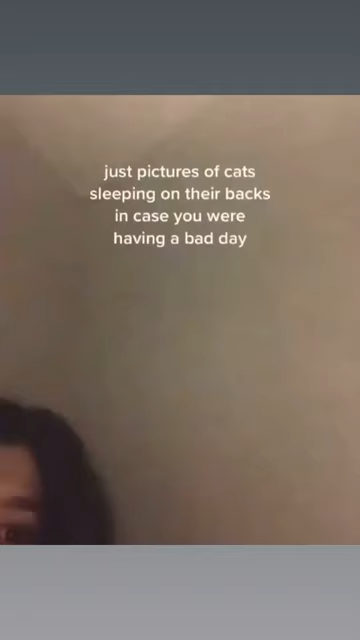 just pictures of cats
sleeping on their backs
in case you were
having a bad day